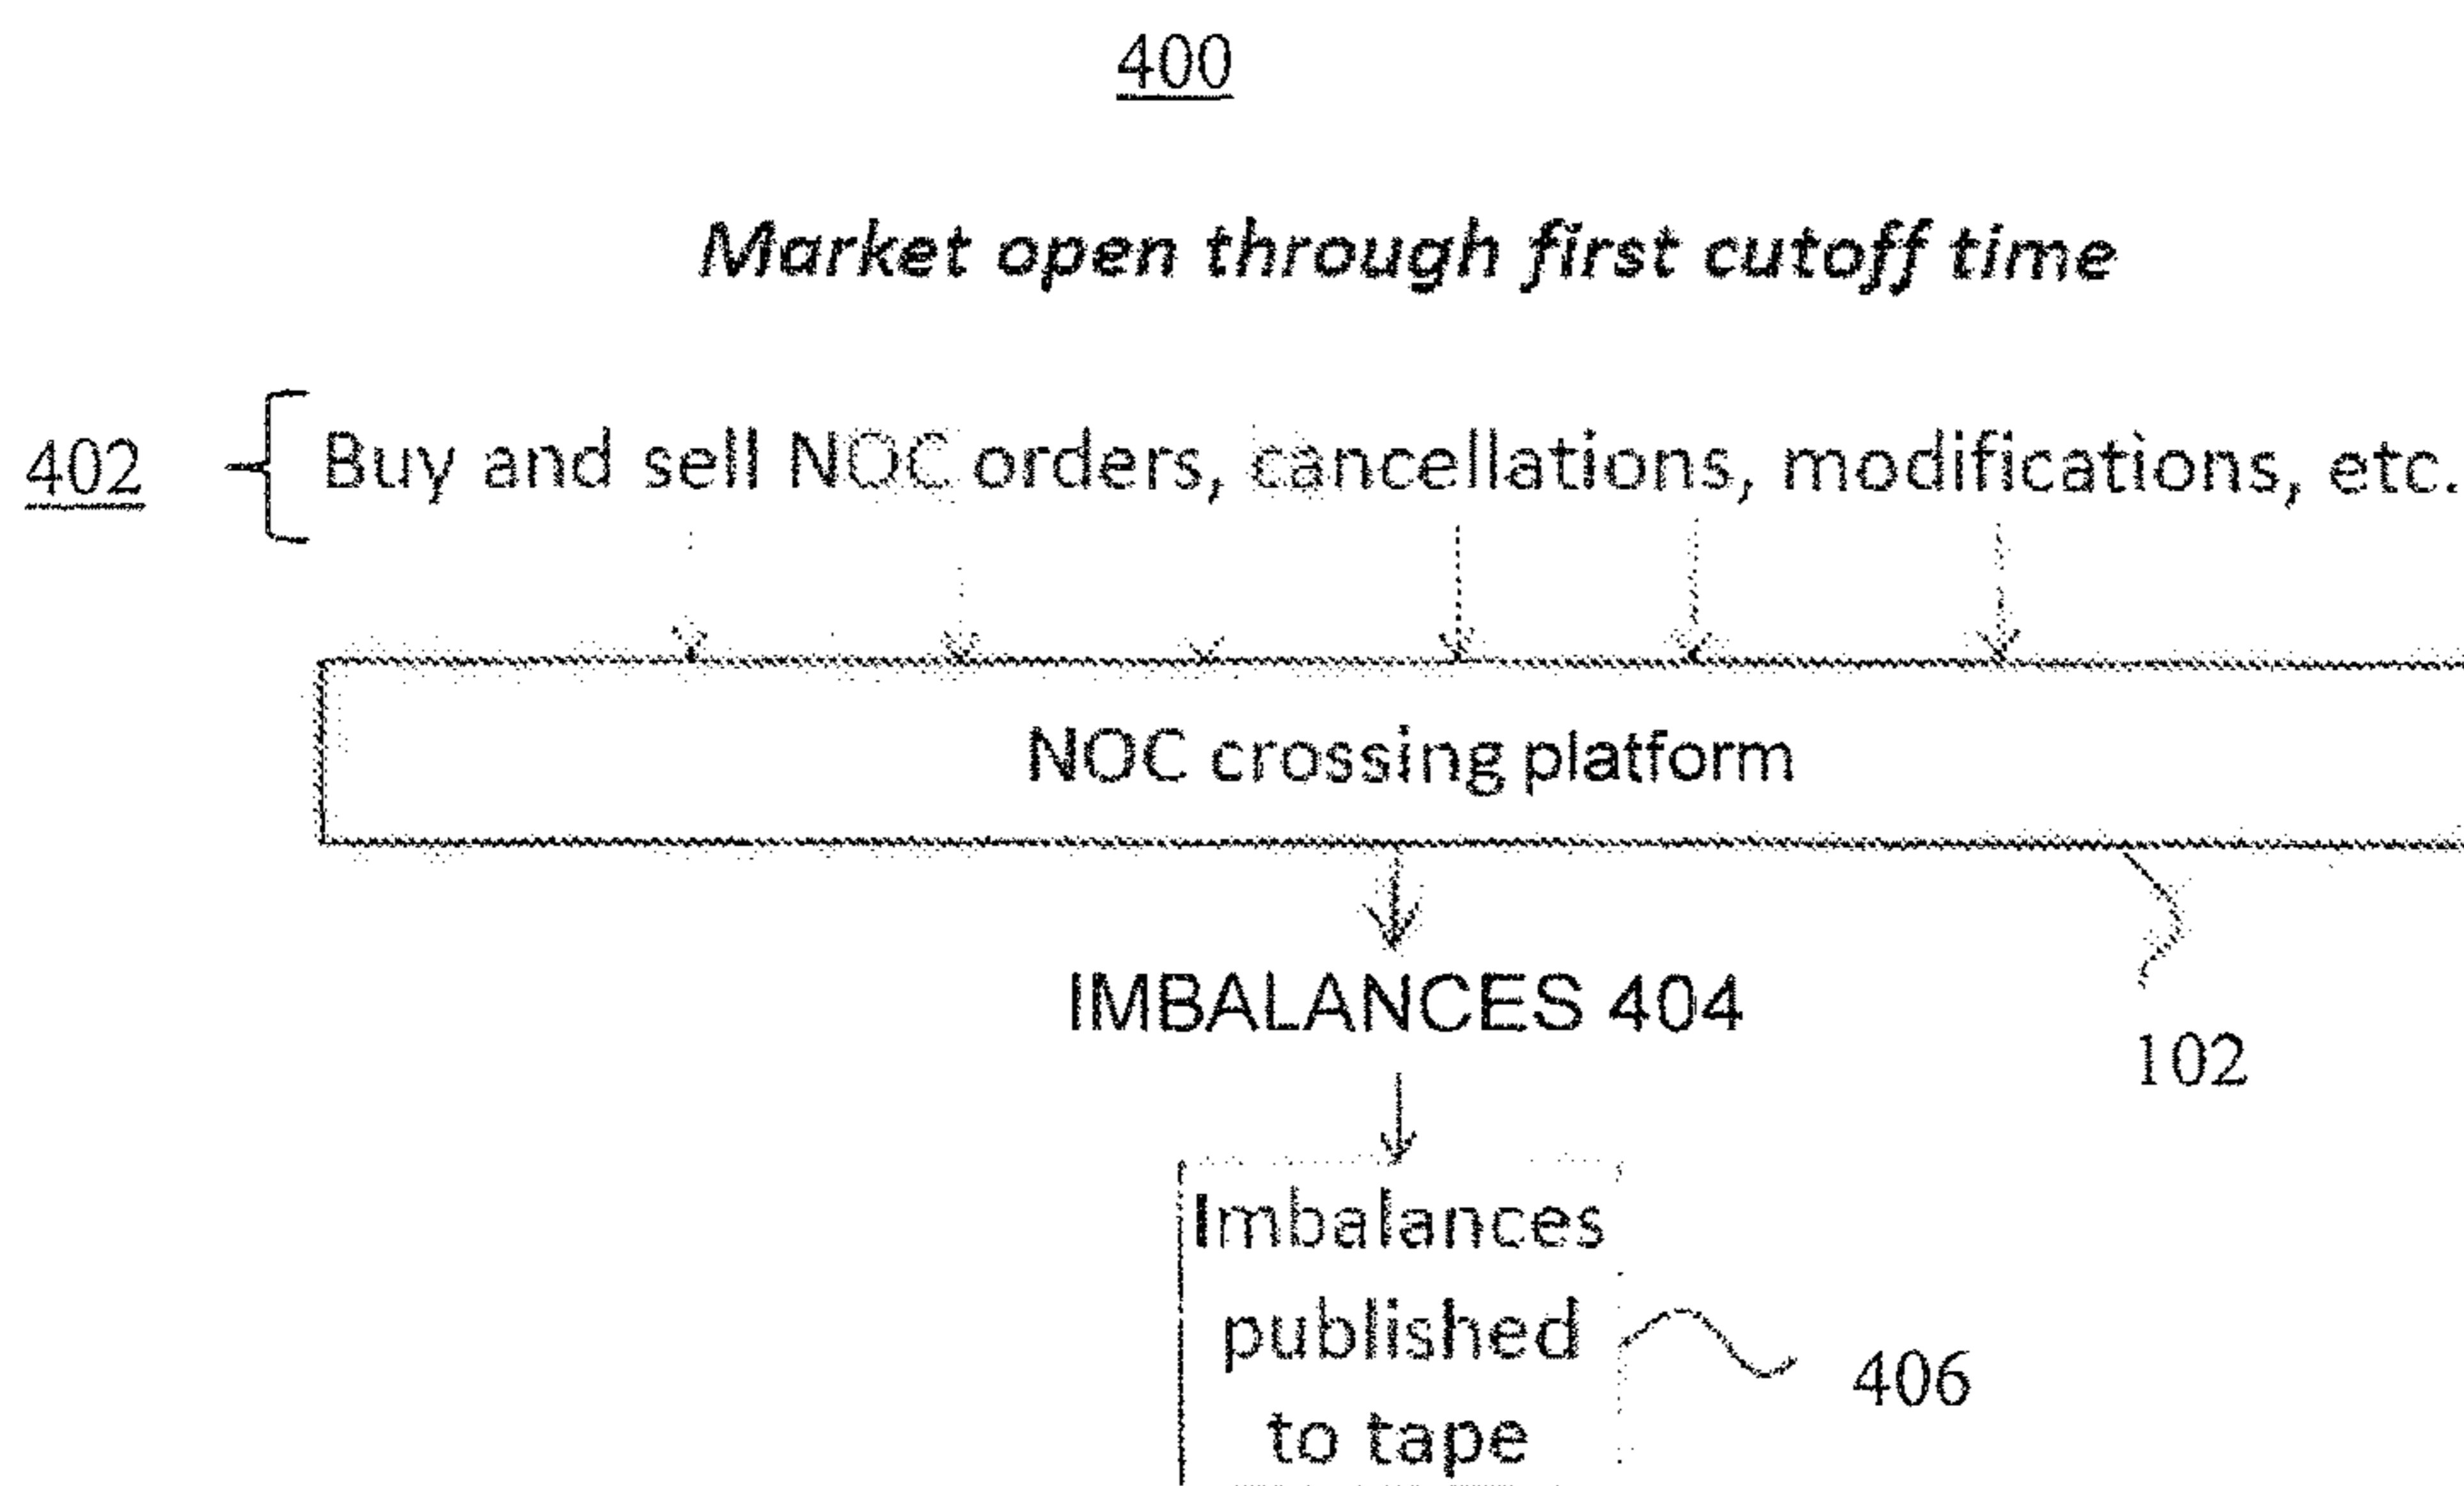 400
Market open through first cutoff time
402 Buy and sell NOC orders, cancellations, modifications, etc.
NOC crossing platform
IMBALANCES 404
102
Imbalances
published
406
to tape